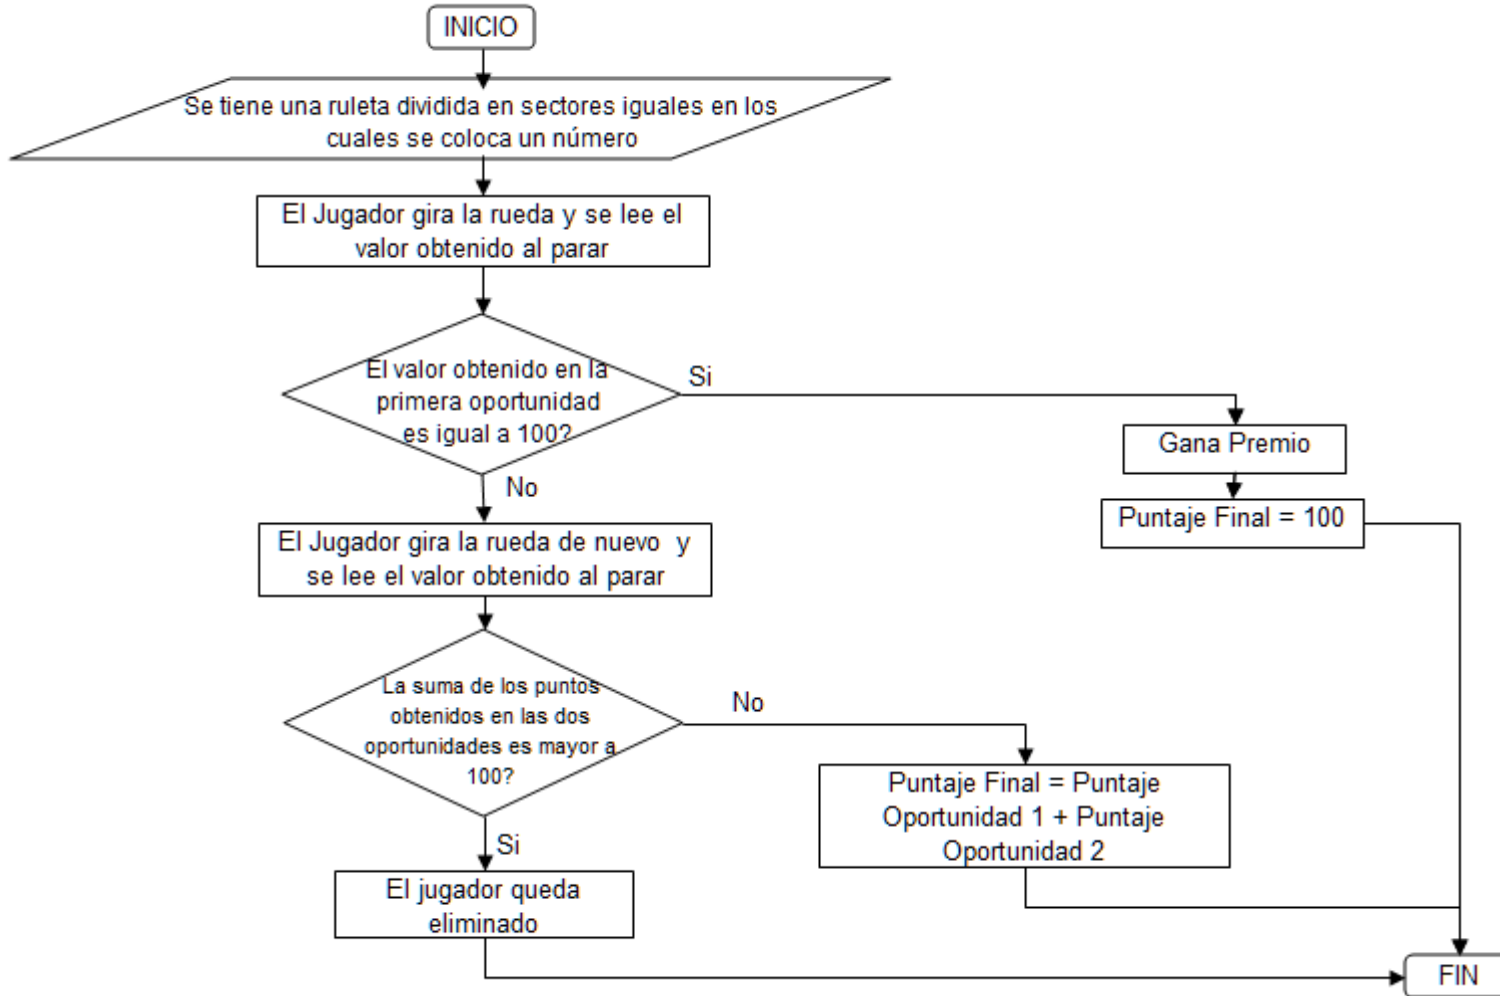 INICIO
Se tiene una ruleta dividida en sectores iguales en los
cuales se coloca un número
El Jugador gira la rueda y se lee el
valor obtenido al parar
El valor obtenido en la
primera oportunidad
es igual a 100?
Si
Gana Premio
Puntaje Final = 100
No
El Jugador gira la rueda de nuevo y
se lee el valor obtenido al parar
La suma de los puntos
obtenidos en las dos
oportunidades es mayor a
100?
No
Puntaje Final = Puntaje
Oportunidad 1 + Puntaje
Oportunidad 2
Si
El jugador queda
eliminado
FIN